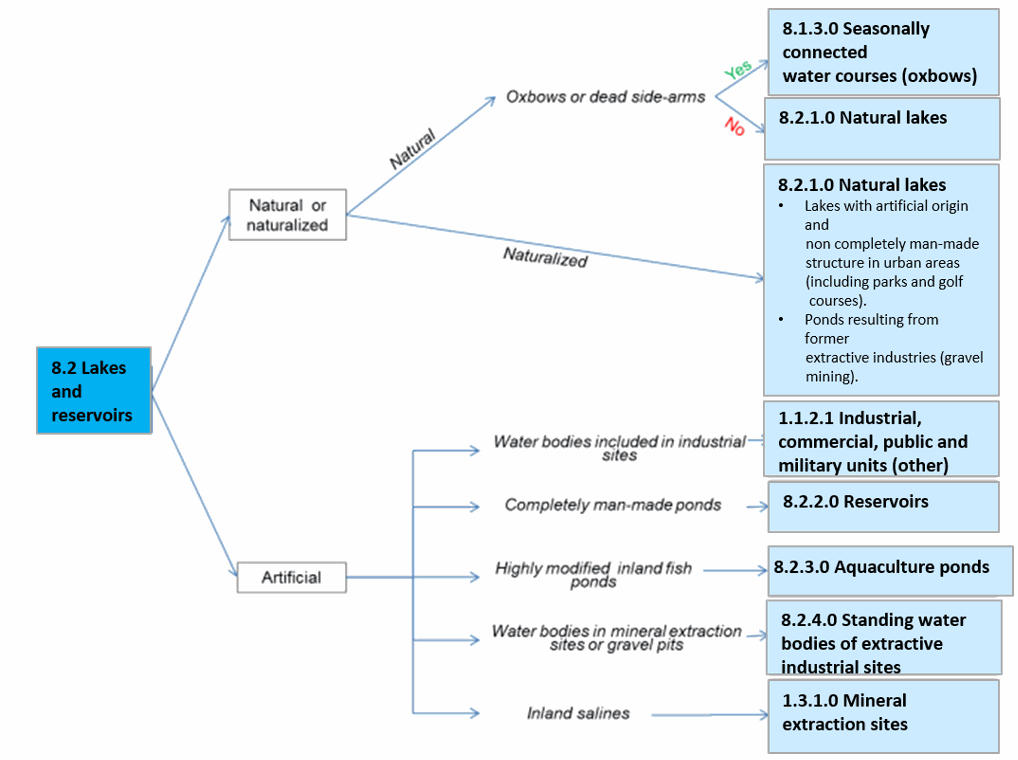 8.1.3.0 Seasonally
connected
water courses (oxbows)
Yes
Oxbows or dead side-arms
No
8.2.1.0 Natural lakes
Natural
8.2.1.0 Natural lakes
• Lakes with artificial origin
and
non completely man-made
structure in urban areas
(including parks and golf
courses).
• Ponds resulting from
former
extractive industries (gravel
mining).
Natural or
naturalized
Naturalized
8.2 Lakes
and
reservoirs
Water bodies included in industrial
sites
1.1.2.1 Industrial,
commercial, public and
military units (other)
Completely man-made ponds
8.2.2.0 Reservoirs
Artificial
Highly modified inland fish
ponds
8.2.3.0 Aquaculture ponds
Water bodies in mineral extraction
sites or gravel pits
8.2.4.0 Standing water
bodies of extractive
industrial sites
Inland salines
1.3.1.0 Mineral
extraction sites